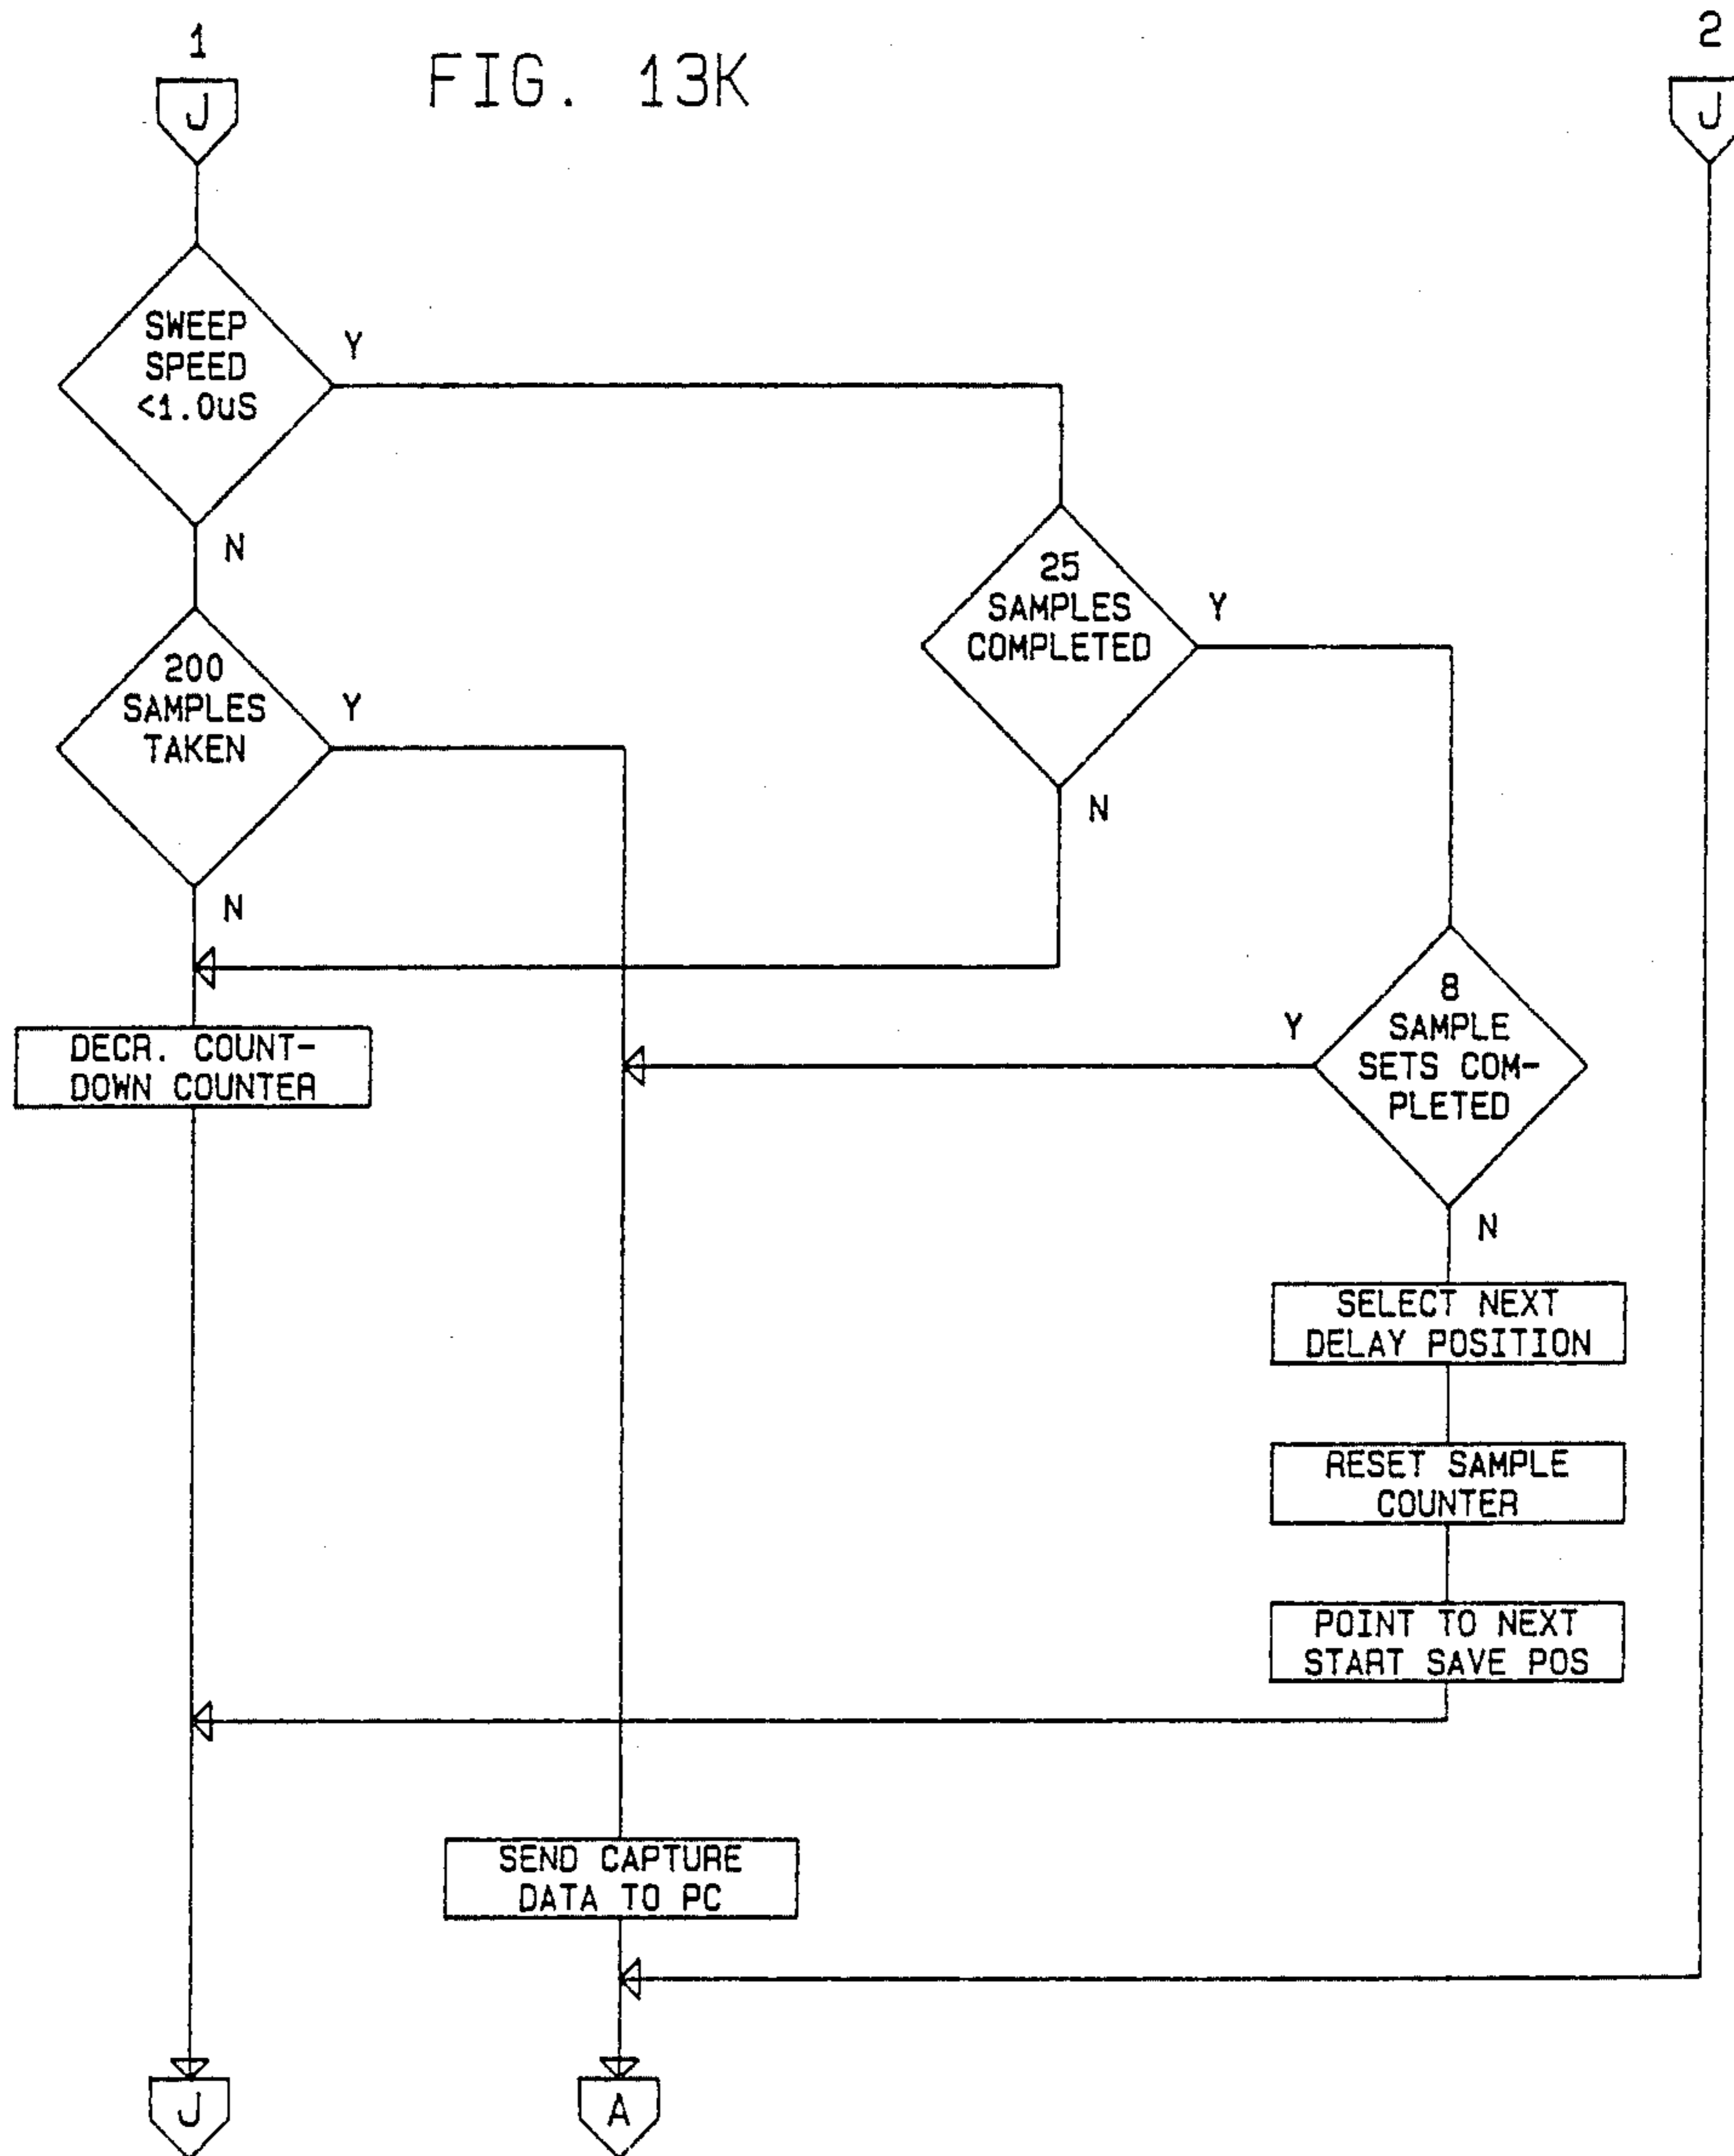 1
2
FIG. 13K
J
J
SWEEP
SPEED
<1.0uS
Y
N
25
SAMPLES
COMPLETED
Y
N
200
SAMPLES
TAKEN
Y
N
8
SAMPLE
SETS COM-
PLETED
Y
N
DECR. COUNT-
DOWN COUNTER
SELECT NEXT
DELAY POSITION
RESET SAMPLE
COUNTER
POINT TO NEXT
START SAVE POS
SEND CAPTURE
DATA TO PC
J
A